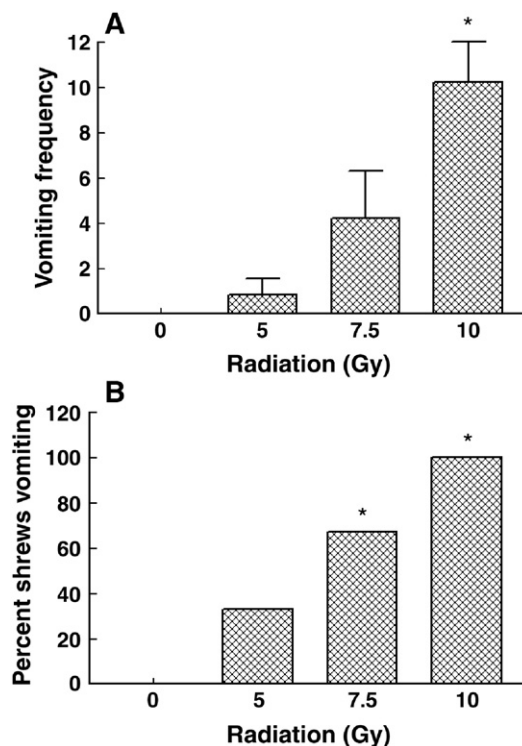 A
*
12
10
8
6
4
2
0
Vomiting frequency
0 5 7.5 10
Radiation (Gy)
B
*
*
120
100
80
60
40
20
0
Percent shrews vomiting
0 5 7.5 10
Radiation (Gy)